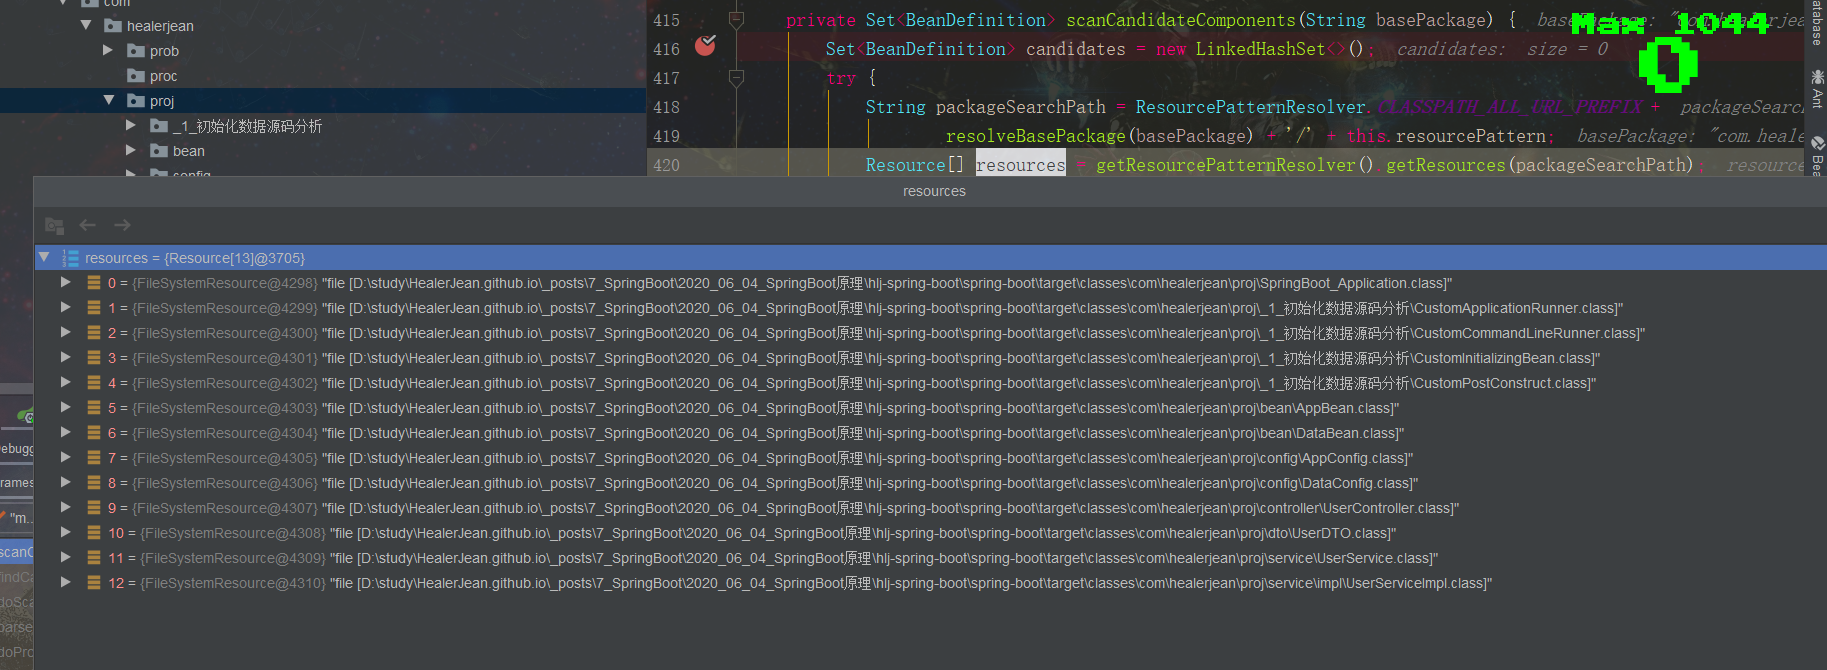 com
healerjean
prob
proc
proj
_1_初始化数据源码分析
bean
config
415 private Set<BeanDefinition> scanCandidateComponents(String basePackage) { basePackage: "com.healerjea
Max 1044
0
416 Set<BeanDefinition> candidates = new LinkedHashSet<>(); candidates: size = 0
417 try {
418 String packageSearchPath = ResourcePatternResolver.CLASSPATH_ALL_URL_PREFIX + packageSearc
419 resolveBasePackage(basePackage) + '/' + this.resourcePattern; basePackage: "com.heale
420 Resource[] resources = getResourcePatternResolver().getResources(packageSearchPath); resource
atabase
Ant
Bea
resources
resources = {Resource[13]@3705}
0 = {FileSystemResource@4298} "file [D:\study\HealerJean.github.io\_posts\7_SpringBoot\2020_06_04_SpringBoot原理\hlj-spring-boot\spring-boot\target\classes\com\healerjean\proj\SpringBoot_Application.class]"
1 = {FileSystemResource@4299} "file [D:\study\HealerJean.github.io\_posts\7_SpringBoot\2020_06_04_SpringBoot原理\hlj-spring-boot\spring-boot\target\classes\com\healerjean\proj\_1_初始化数据源码分析\CustomApplicationRunner.class]"
2 = {FileSystemResource@4300} "file [D:\study\HealerJean.github.io\_posts\7_SpringBoot\2020_06_04_SpringBoot原理\hlj-spring-boot\spring-boot\target\classes\com\healerjean\proj\_1_初始化数据源码分析\CustomCommandLineRunner.class]"
3 = {FileSystemResource@4301} "file [D:\study\HealerJean.github.io\_posts\7_SpringBoot\2020_06_04_SpringBoot原理\hlj-spring-boot\spring-boot\target\classes\com\healerjean\proj\_1_初始化数据源码分析\CustomInitializingBean.class]"
4 = {FileSystemResource@4302} "file [D:\study\HealerJean.github.io\_posts\7_SpringBoot\2020_06_04_SpringBoot原理\hlj-spring-boot\spring-boot\target\classes\com\healerjean\proj\_1_初始化数据源码分析\CustomPostConstruct.class]"
5 = {FileSystemResource@4303} "file [D:\study\HealerJean.github.io\_posts\7_SpringBoot\2020_06_04_SpringBoot原理\hlj-spring-boot\spring-boot\target\classes\com\healerjean\proj\bean\AppBean.class]"
6 = {FileSystemResource@4304} "file [D:\study\HealerJean.github.io\_posts\7_SpringBoot\2020_06_04_SpringBoot原理\hlj-spring-boot\spring-boot\target\classes\com\healerjean\proj\bean\DataBean.class]"
7 = {FileSystemResource@4305} "file [D:\study\HealerJean.github.io\_posts\7_SpringBoot\2020_06_04_SpringBoot原理\hlj-spring-boot\spring-boot\target\classes\com\healerjean\proj\config\AppConfig.class]"
8 = {FileSystemResource@4306} "file [D:\study\HealerJean.github.io\_posts\7_SpringBoot\2020_06_04_SpringBoot原理\hlj-spring-boot\spring-boot\target\classes\com\healerjean\proj\config\DataConfig.class]"
9 = {FileSystemResource@4307} "file [D:\study\HealerJean.github.io\_posts\7_SpringBoot\2020_06_04_SpringBoot原理\hlj-spring-boot\spring-boot\target\classes\com\healerjean\proj\controller\UserController.class]"
10 = {FileSystemResource@4308} "file [D:\study\HealerJean.github.io\_posts\7_SpringBoot\2020_06_04_SpringBoot原理\hlj-spring-boot\spring-boot\target\classes\com\healerjean\proj\dto\UserDTO.class]"
11 = {FileSystemResource@4309} "file [D:\study\HealerJean.github.io\_posts\7_SpringBoot\2020_06_04_SpringBoot原理\hlj-spring-boot\spring-boot\target\classes\com\healerjean\proj\service\UserService.class]"
12 = {FileSystemResource@4310} "file [D:\study\HealerJean.github.io\_posts\7_SpringBoot\2020_06_04_SpringBoot原理\hlj-spring-boot\spring-boot\target\classes\com\healerjean\proj\service\impl\UserServiceImpl.class]"
ebugg
rames
"m...
scanC
findCa
doSca
parse
doPro